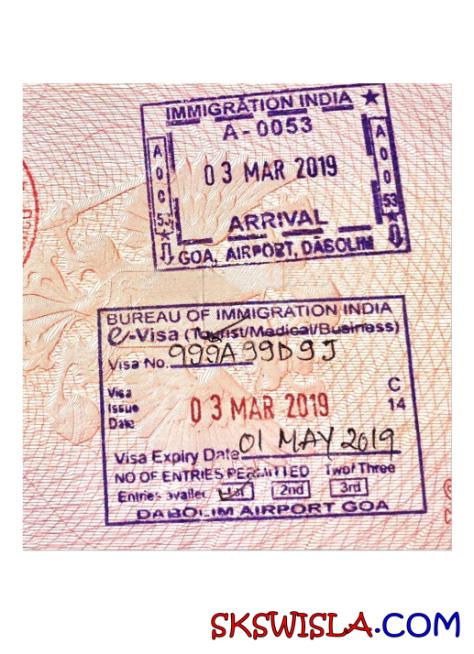 IMMIGRATION INDIA ★
A-0053
03 MAR 2019
ARRIVAL
GOA, AIRPORT, DABOLIM
BUREAU OF IMMIGRATION INDIA
e-Visa (Tourist/Medical/Business)
Visa No. 999A99D9J
Visa Issue Date 03 MAR 2019
C 14
Visa Expiry Date 01 MAY 2019
NO OF ENTRIES PERMITTED Two/Three
Entries availed 1st 2nd 3rd
DABOLIM AIRPORT GOA
SKSWISLA.COM